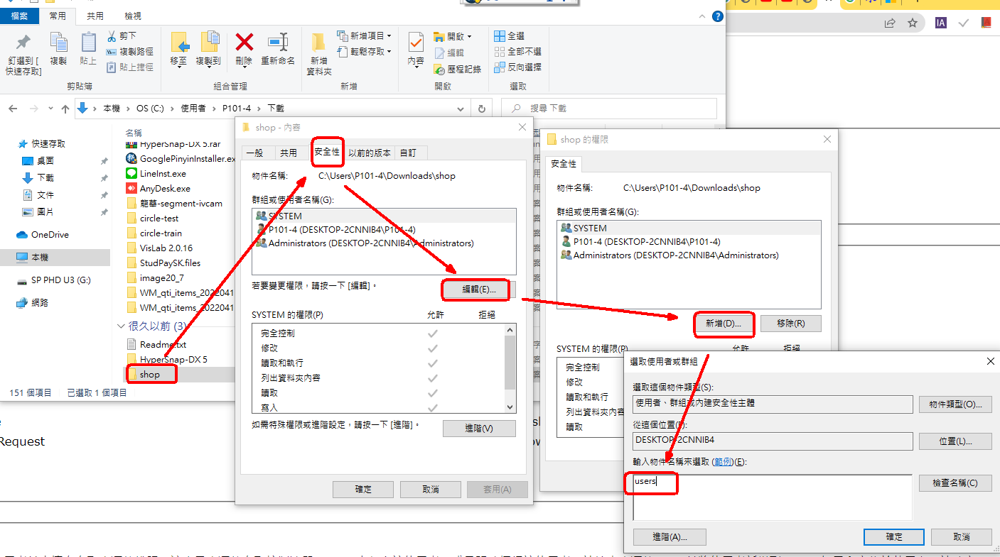 檔案 常用 共用 檢視
釘選到 [
快速存取]
複製
貼上
剪下
複製路徑
貼上捷徑
剪貼簿
移至
複製到
刪除
重新命名
組合管理
新增
資料夾
新增項目
輕鬆存取
新增
內容
開啟
編輯
歷程記錄
開啟
全選
全部不選
反向選擇
選取
IA
本機 › OS (C:) › 使用者 › P101-4 › 下載
搜尋 下載
快速存取
桌面
下載
文件
圖片
OneDrive
本機
SP PHD U3 (G:)
網路
名稱
HyperSnap-DX 5.rar
GooglePinyinInstaller.ex
LineInst.exe
AnyDesk.exe
龍華-segment-ivcam
circle-test
circle-train
VisLab 2.0.16
StudPaySK.files
image20_7
WM_qti_items_2022041
WM_qti_items_2022041
很久以前 (3)
Readme.txt
HyperSnap-DX 5
shop
151 個項目 已選取 1 個項目
Request
shop - 內容
一般 共用 安全性 以前的版本 自訂
物件名稱: C:\Users\P101-4\Downloads\shop
群組或使用者名稱(G):
SYSTEM
P101-4 (DESKTOP-2CNNIB4\P101-4)
Administrators (DESKTOP-2CNNIB4\Administrators)
若要變更權限，請按一下 [編輯]。
編輯(E)...
SYSTEM 的權限(P) 允許 拒絕
完全控制
修改
讀取和執行
列出資料夾內容
讀取
寫入
如需特殊權限或進階設定，請按一下 [進階]。
進階(V)
確定 取消 套用(A)
shop 的權限
安全性
物件名稱: C:\Users\P101-4\Downloads\shop
群組或使用者名稱(G):
SYSTEM
P101-4 (DESKTOP-2CNNIB4\P101-4)
Administrators (DESKTOP-2CNNIB4\Administrators)
新增(D)... 移除(R)
SYSTEM 的權限(P) 允許 拒絕
完全控制
修改
讀取和執行
列出資料夾內容
讀取
選取使用者或群組
選取這個物件類型(S):
使用者、群組或內建安全性主體
物件類型(O)...
從這個位置(F):
DESKTOP-2CNNIB4
位置(L)...
輸入物件名稱來選取 (範例)(E):
users
檢查名稱(C)
進階(A)...
確定 取消